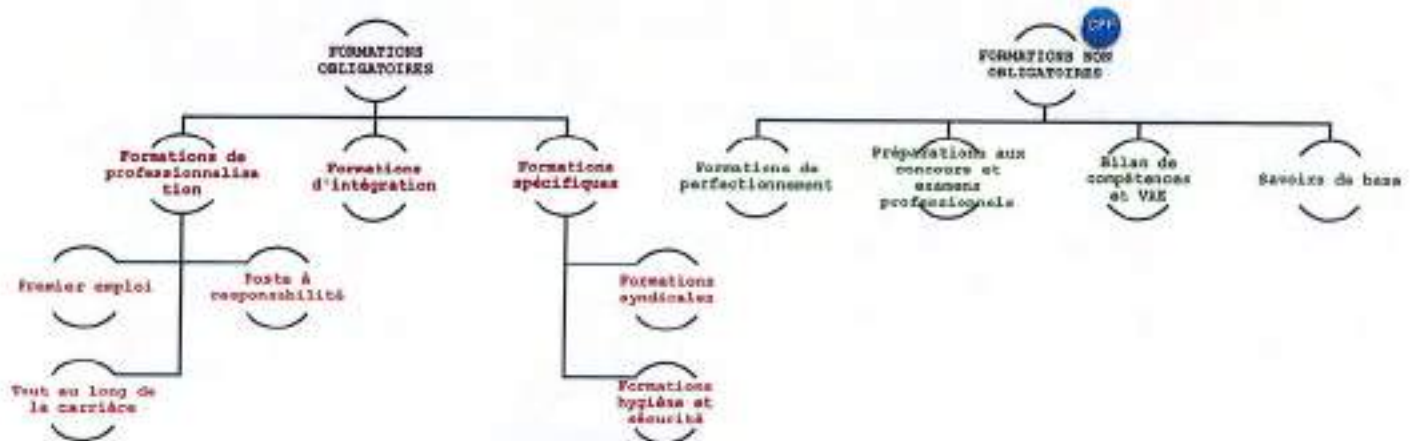 FORMATIONS
OBLIGATOIRES
CPF
FORMATIONS NON
OBLIGATOIRES
Formations de
professionnalisa
tion
Formations
d'intégration
Formations
spécifiques
Formations de
perfectionnement
Préparations aux
concours et
examens
professionnels
Bilan de
compétences
et VAE
Savoirs de base
Premier emploi
Poste à
responsabilité
Formations
syndicales
Tout au long de
la carrière
Formations
hygiène et
sécurité